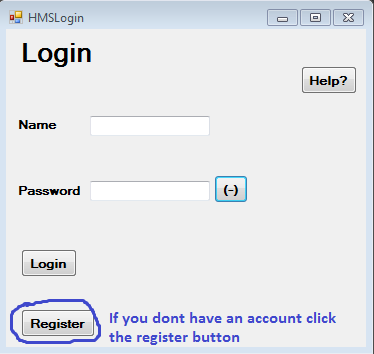 HMSLogin
Login
Help?
Name
Password (-)
Login
Register
If you dont have an account click
the register button